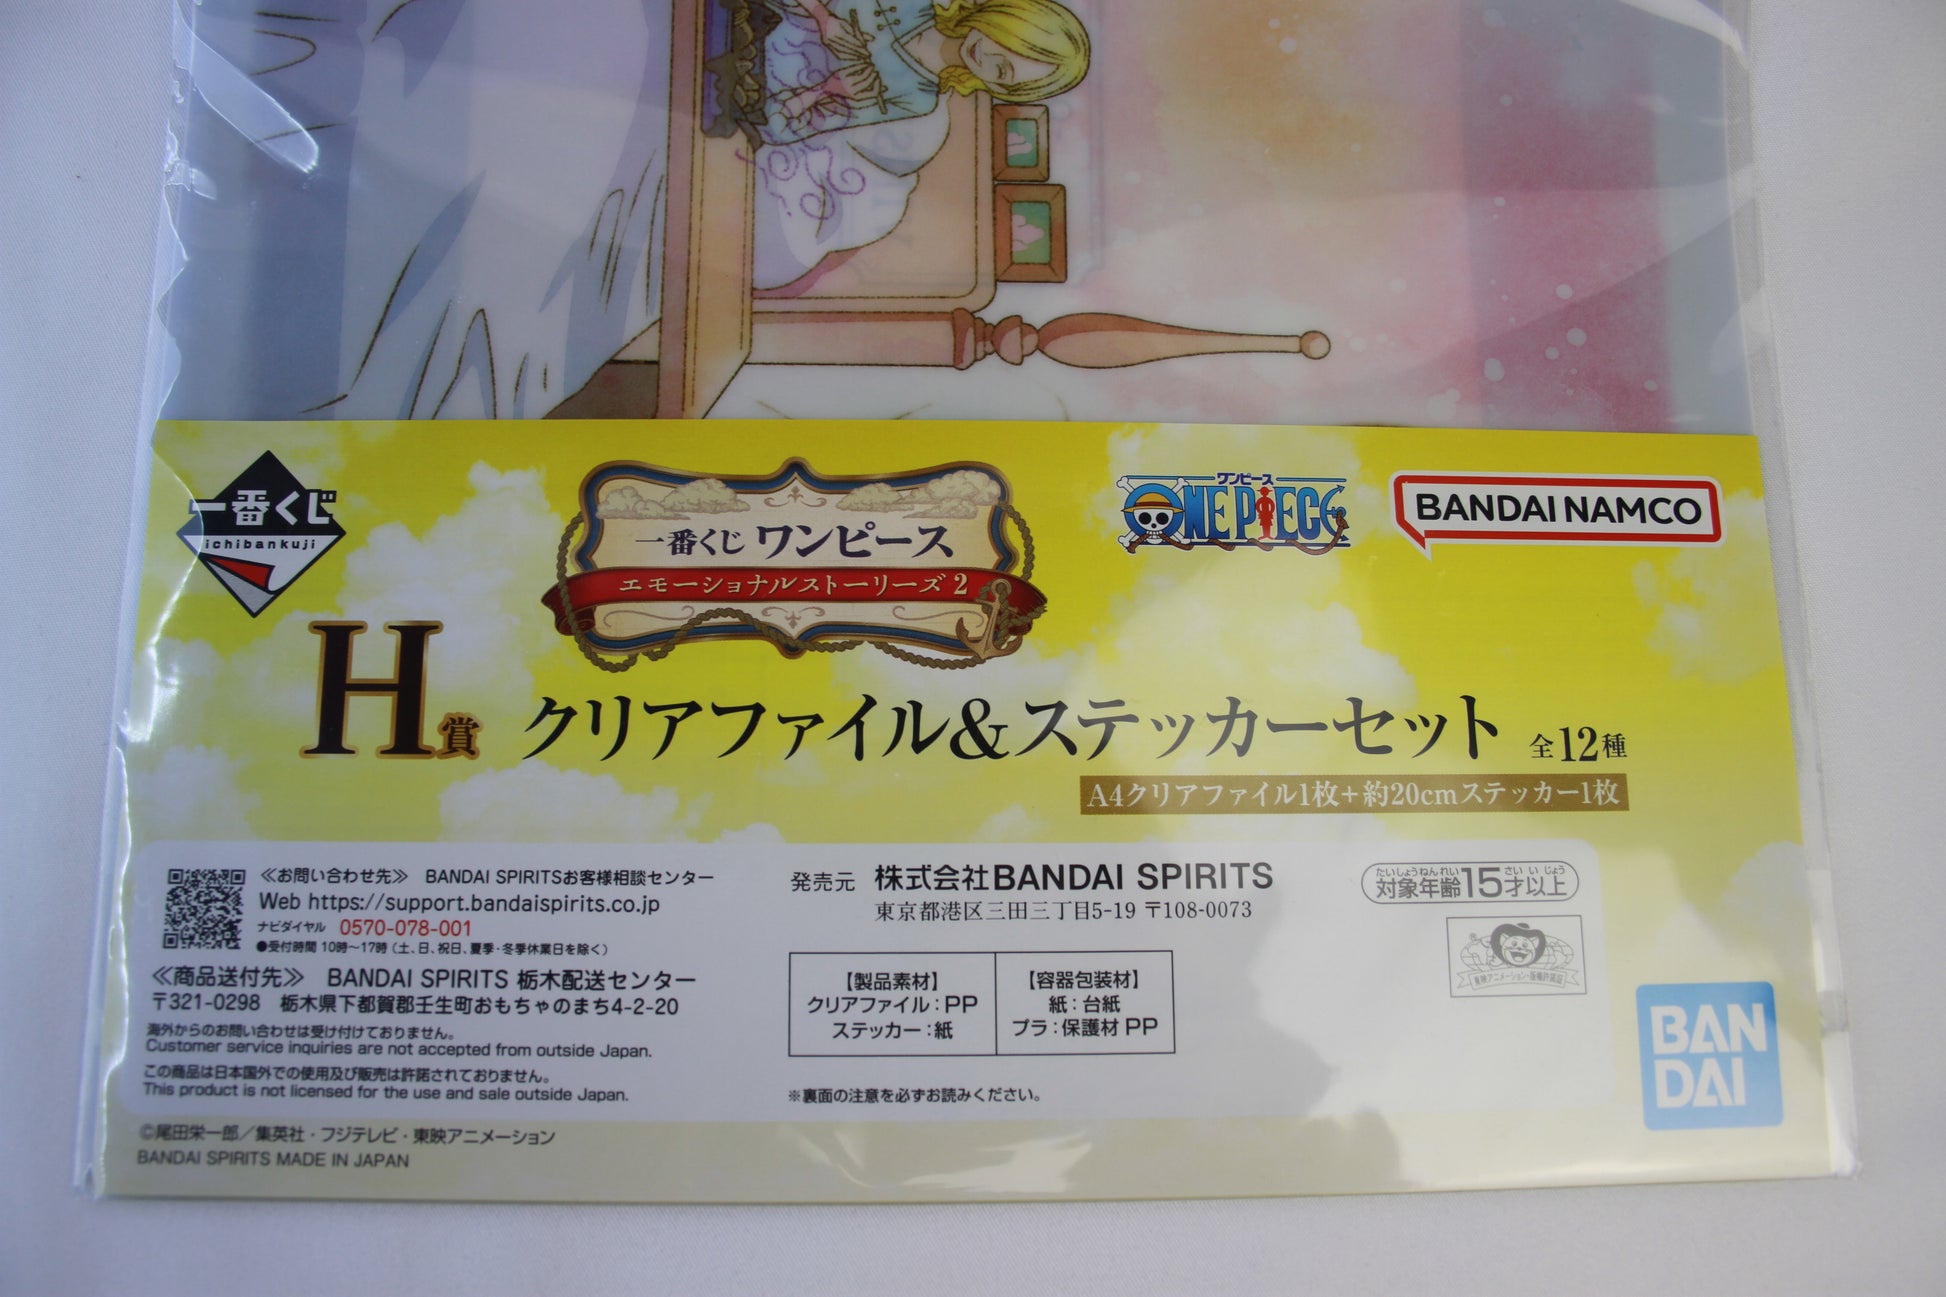 一番くじ
ichibankuji
一番くじ ワンピース
エモーショナルストーリーズ2
ワンピース
ONE PIECE
BANDAI NAMCO
H賞 クリアファイル&ステッカーセット 全12種
A4クリアファイル1枚+約20cmステッカー1枚
≪お問い合わせ先≫ BANDAI SPIRITSお客様相談センター
Web https://support.bandaispirits.co.jp
ナビダイヤル 0570-078-001
●受付時間 10時～17時（土、日、祝日、夏季・冬季休業日を除く）
≪商品送付先≫ BANDAI SPIRITS 栃木配送センター
〒321-0298 栃木県下都賀郡壬生町おもちゃのまち4-2-20
海外からのお問い合わせは受け付けておりません。
Customer service inquiries are not accepted from outside Japan.
この商品は日本国外での使用及び販売は許諾されておりません。
This product is not licensed for the use and sale outside Japan.
発売元 株式会社BANDAI SPIRITS
東京都港区三田三丁目5-19 〒108-0073
【製品素材】
クリアファイル：PP
ステッカー：紙
【容器包装材】
紙：台紙
プラ：保護材 PP
※裏面の注意を必ずお読みください。
たいしょうねんれい さい いじょう
対象年齢15才以上
東映アニメーション・版権許諾証
BAN
DAI
©尾田栄一郎／集英社・フジテレビ・東映アニメーション
BANDAI SPIRITS MADE IN JAPAN